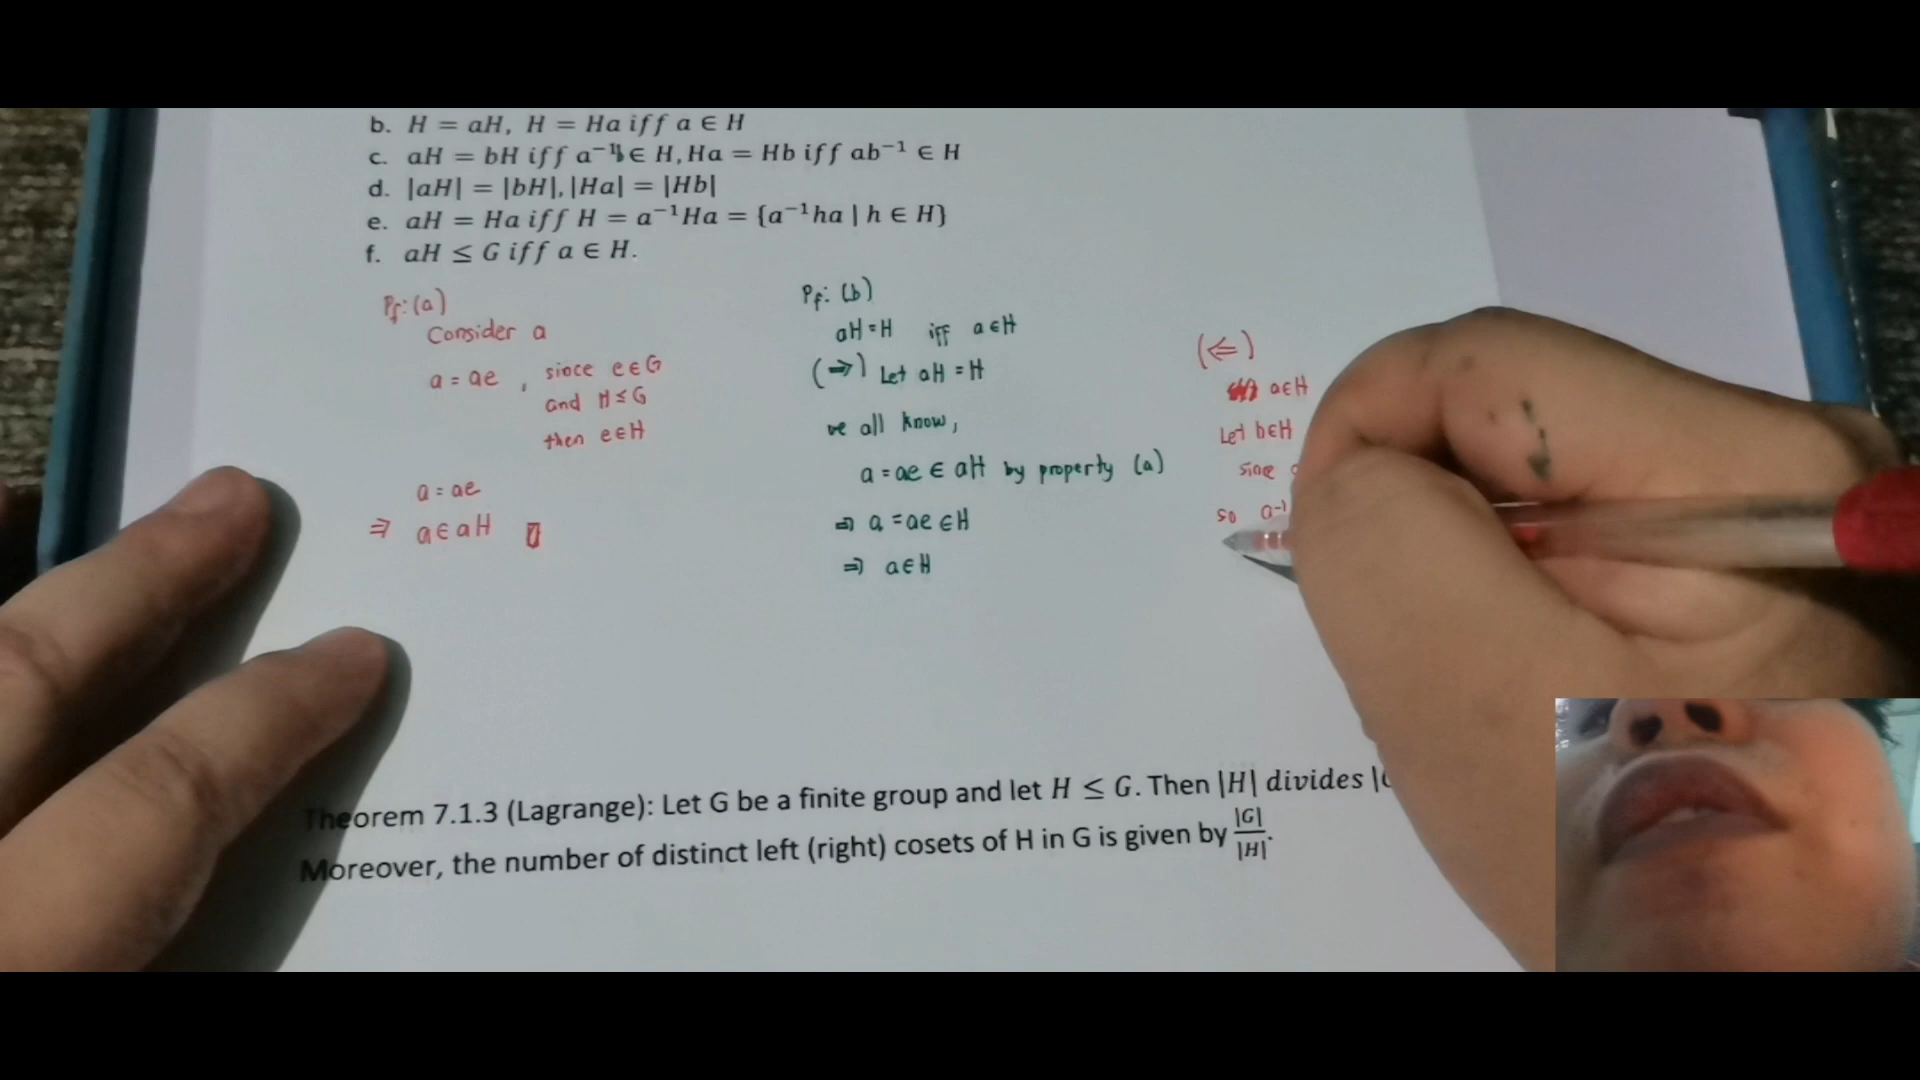 b. H = aH, H = Ha iff a ∈ H
c. aH = bH iff a⁻¹b ∈ H, Ha = Hb iff ab⁻¹ ∈ H
d. |aH| = |bH|, |Ha| = |Hb|
e. aH = Ha iff H = a⁻¹Ha = {a⁻¹ha | h ∈ H}
f. aH ≤ G iff a ∈ H.
Pf: (a)
Consider a
a = ae , since e∈G
and H≤G
then e∈H
a = ae
⇒ a∈aH
Pf: (b)
aH = H iff a∈H
(⇒) Let aH = H
we all know,
a = ae ∈ aH by property (a)
⇒ a = ae ∈ H
⇒ a∈H
(⇐)
a∈H
Let h∈H
so a⁻¹
Theorem 7.1.3 (Lagrange): Let G be a finite group and let H ≤ G. Then |H| divides
Moreover, the number of distinct left (right) cosets of H in G is given by |G|/|H|.